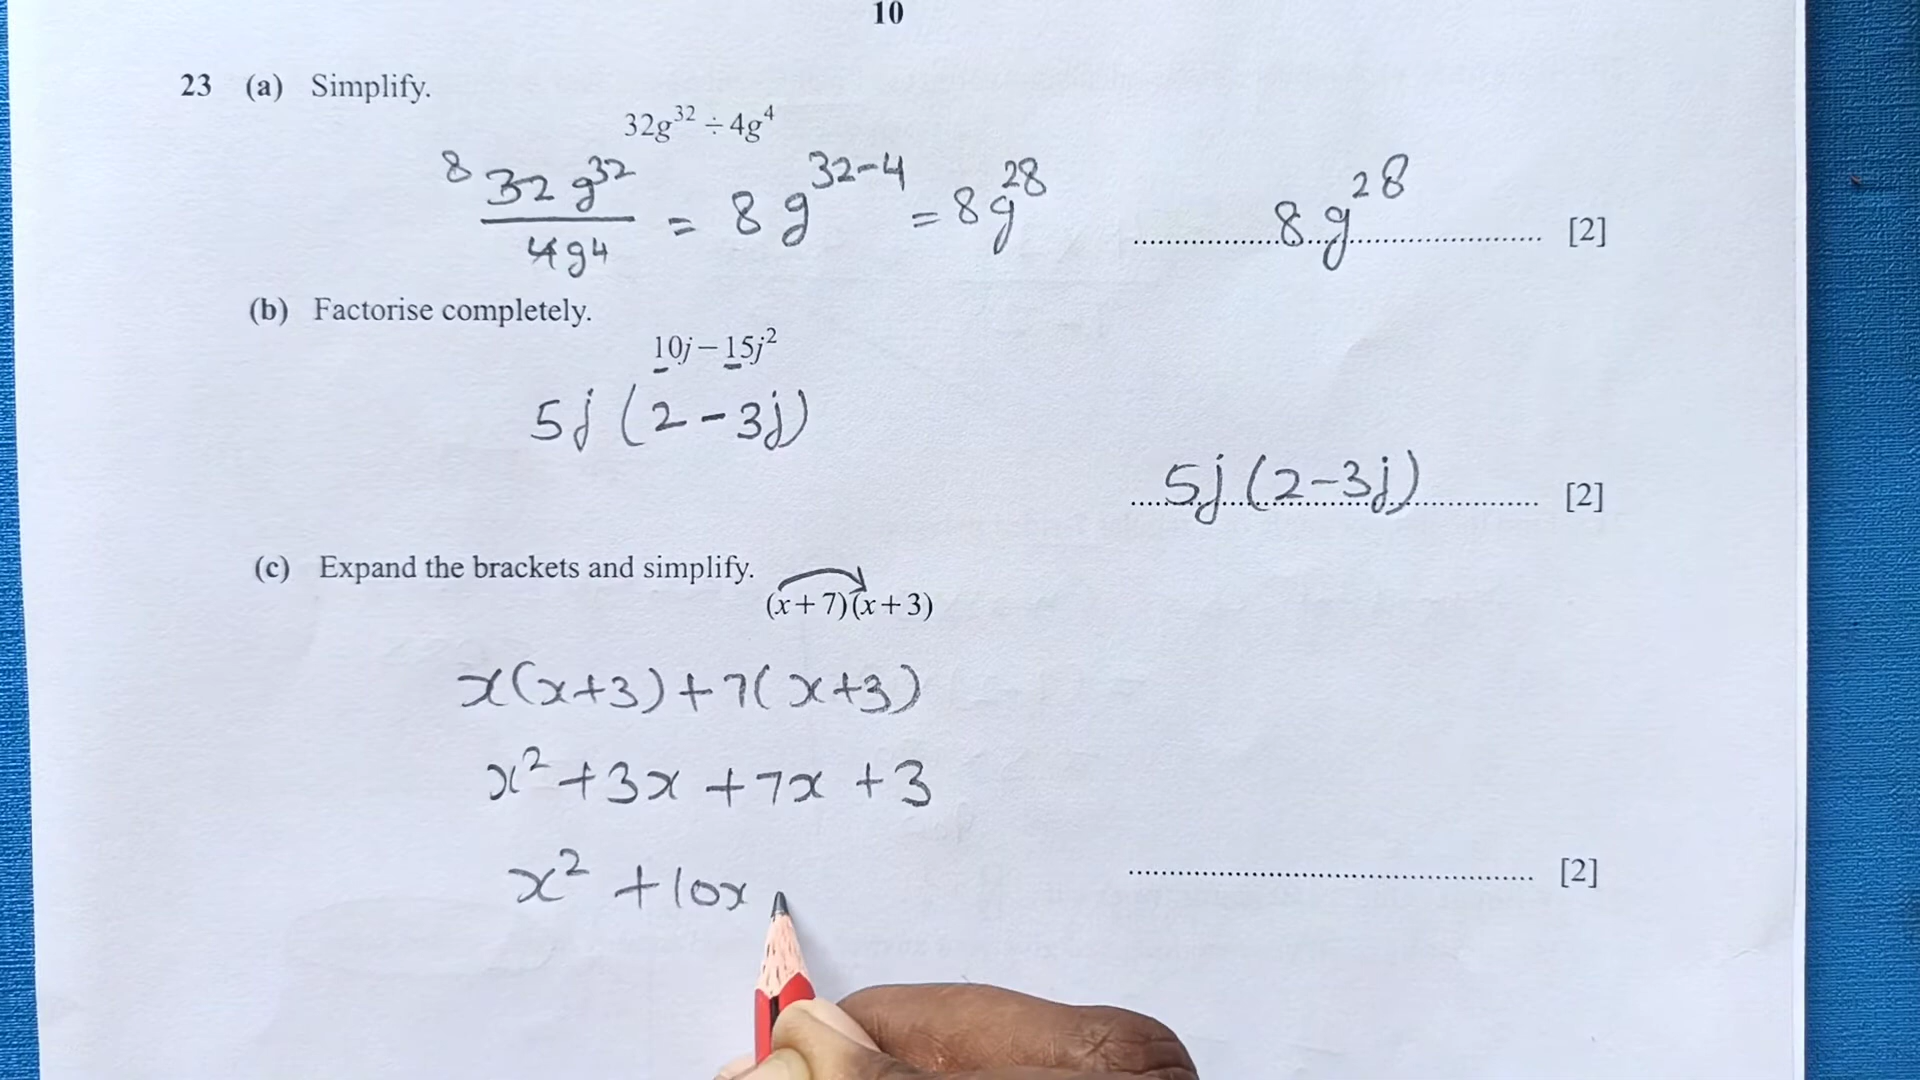 10
23 (a) Simplify.
32g³² ÷ 4g⁴
8 32g³² / 4g⁴ = 8g³²⁻⁴ = 8g²⁸
8g²⁸ [2]
(b) Factorise completely.
10j – 15j²
5j (2 - 3j)
5j (2-3j) [2]
(c) Expand the brackets and simplify.
(x + 7)(x + 3)
x(x+3) + 7(x+3)
x² + 3x + 7x + 3
x² + 10x
[2]